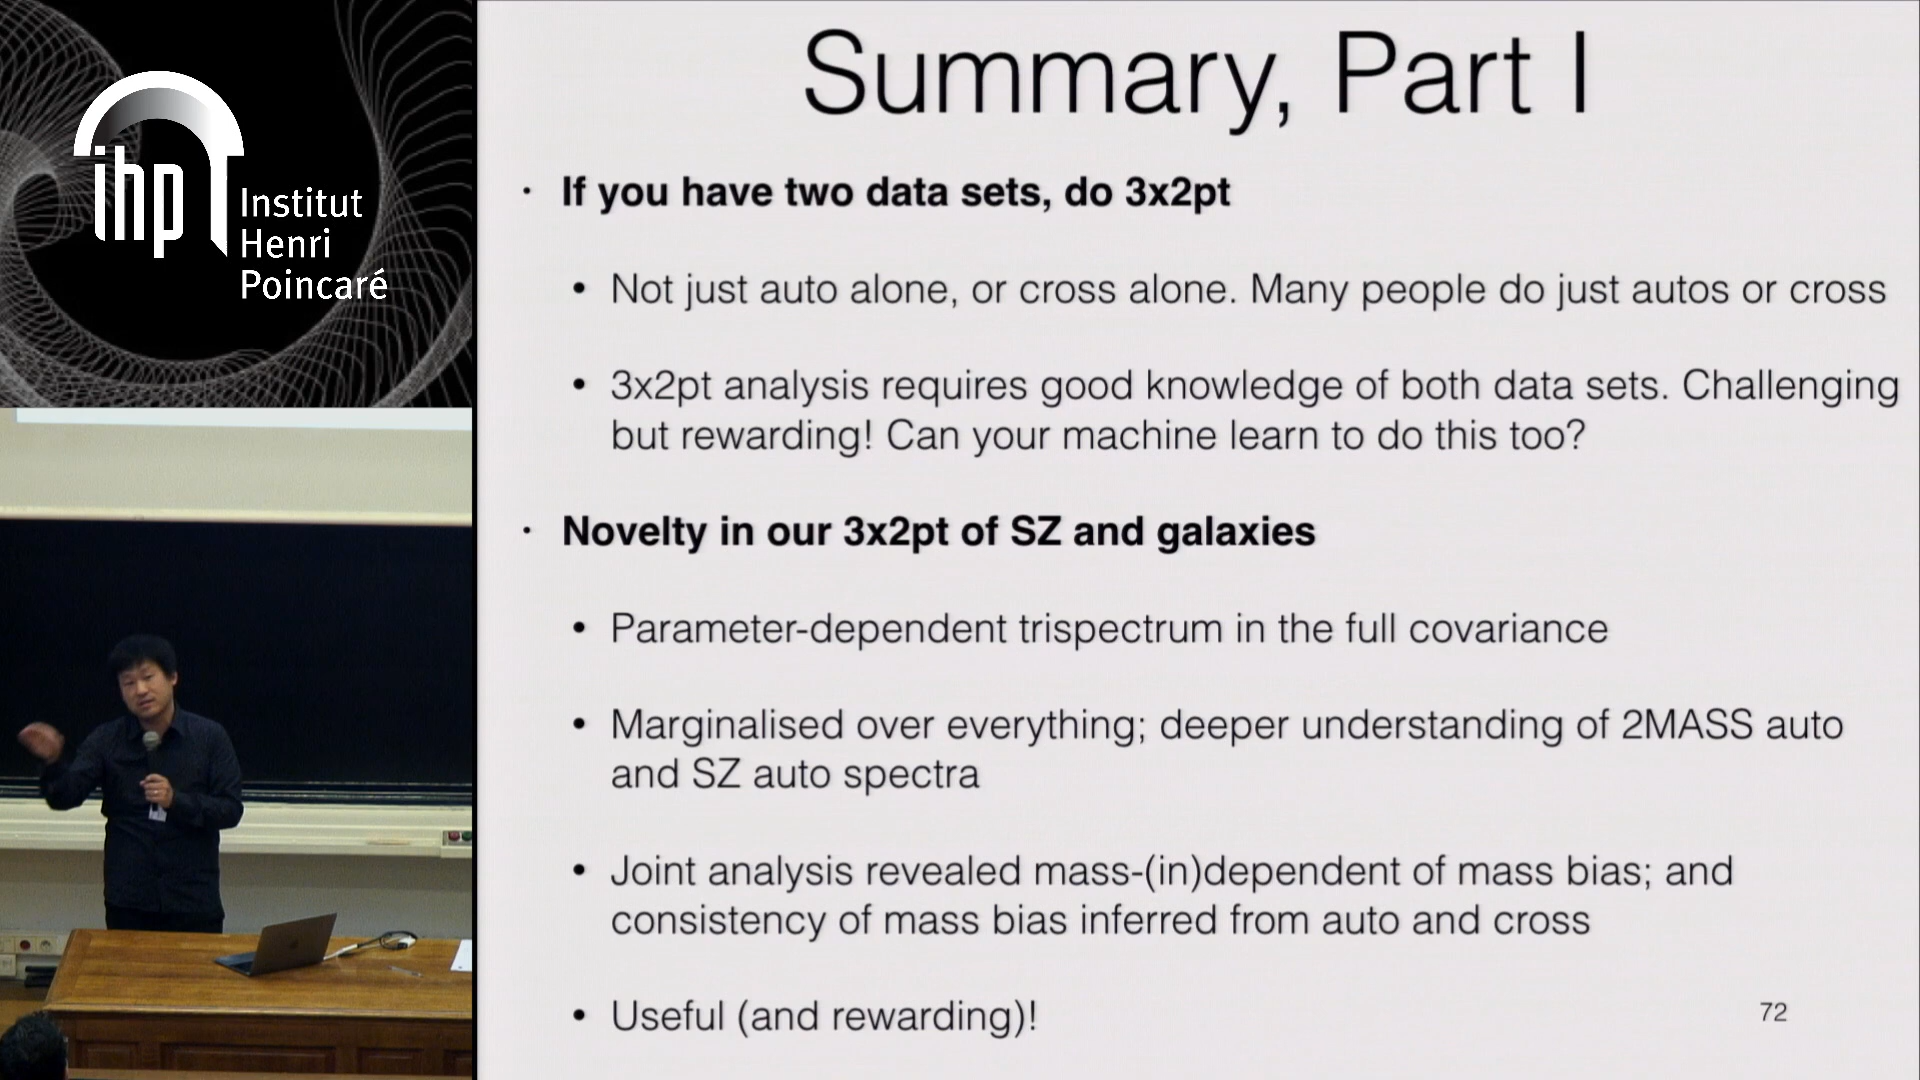 ihp
Institut
Henri
Poincaré
Summary, Part I
• If you have two data sets, do 3x2pt
• Not just auto alone, or cross alone. Many people do just autos or cross
• 3x2pt analysis requires good knowledge of both data sets. Challenging
but rewarding! Can your machine learn to do this too?
• Novelty in our 3x2pt of SZ and galaxies
• Parameter-dependent trispectrum in the full covariance
• Marginalised over everything; deeper understanding of 2MASS auto
and SZ auto spectra
• Joint analysis revealed mass-(in)dependent of mass bias; and
consistency of mass bias inferred from auto and cross
• Useful (and rewarding)!
72